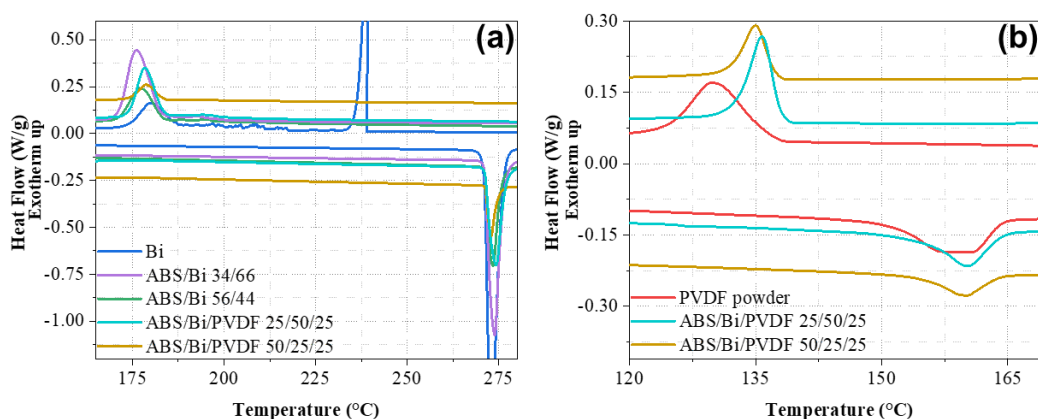 (a)
Heat Flow (W/g)
Exotherm up
0.50
0.25
0.00
-0.25
-0.50
-0.75
-1.00
Bi
ABS/Bi 34/66
ABS/Bi 56/44
ABS/Bi/PVDF 25/50/25
ABS/Bi/PVDF 50/25/25
175
200
225
250
275
Temperature (°C)
(b)
Heat Flow (W/g)
Exotherm up
0.30
0.15
0.00
-0.15
-0.30
PVDF powder
ABS/Bi/PVDF 25/50/25
ABS/Bi/PVDF 50/25/25
120
135
150
165
Temperature (°C)